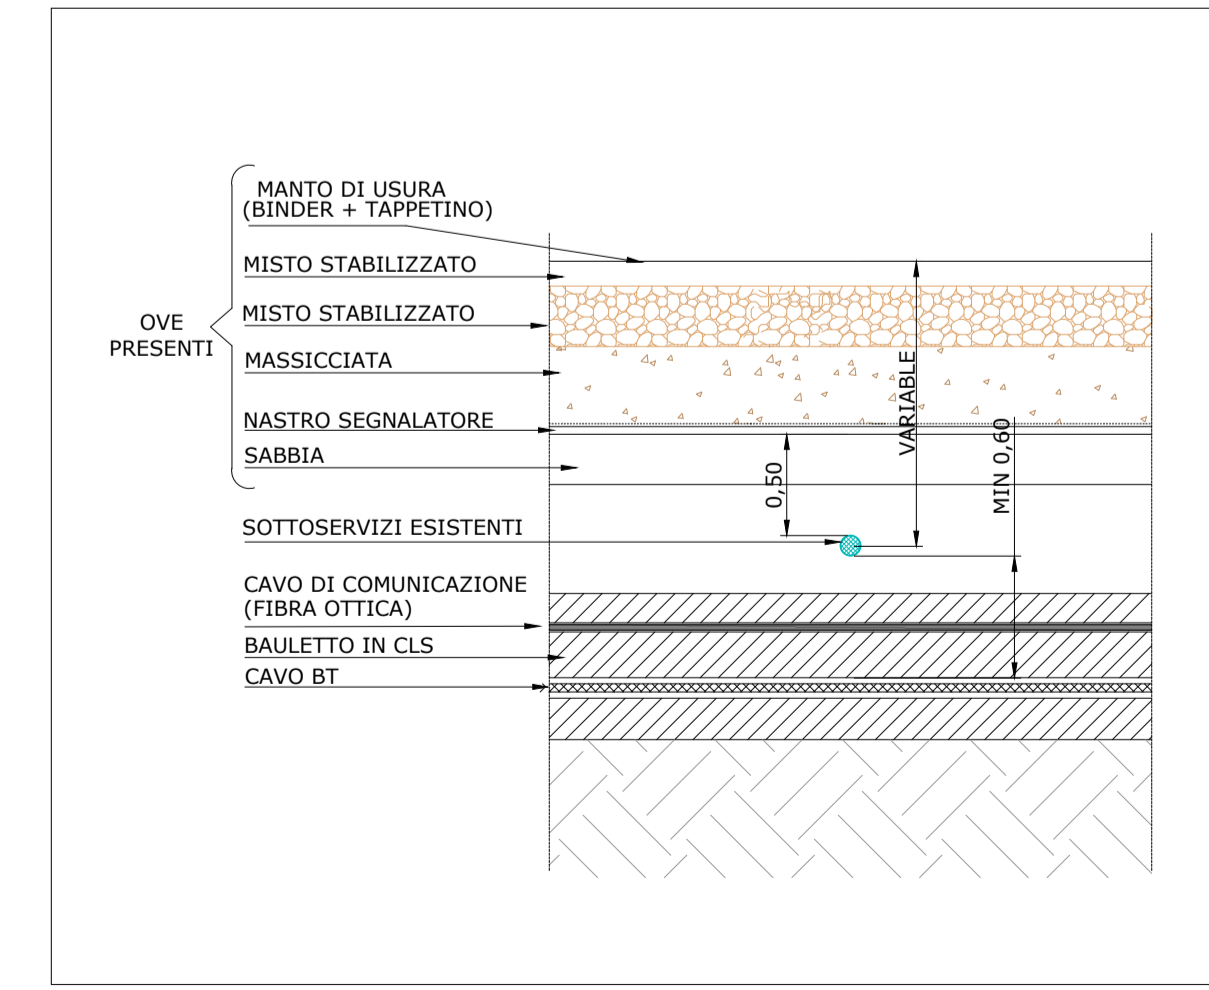 MANTO DI USURA
(BINDER + TAPPETINO)
MISTO STABILIZZATO
MISTO STABILIZZATO
OVE
PRESENTI
MASSICCIATA
NASTRO SEGNALATORE
SABBIA
SOTTOSERVIZI ESISTENTI
CAVO DI COMUNICAZIONE
(FIBRA OTTICA)
BAULETTO IN CLS
CAVO BT
0,50
VARIABLE
MIN 0,60